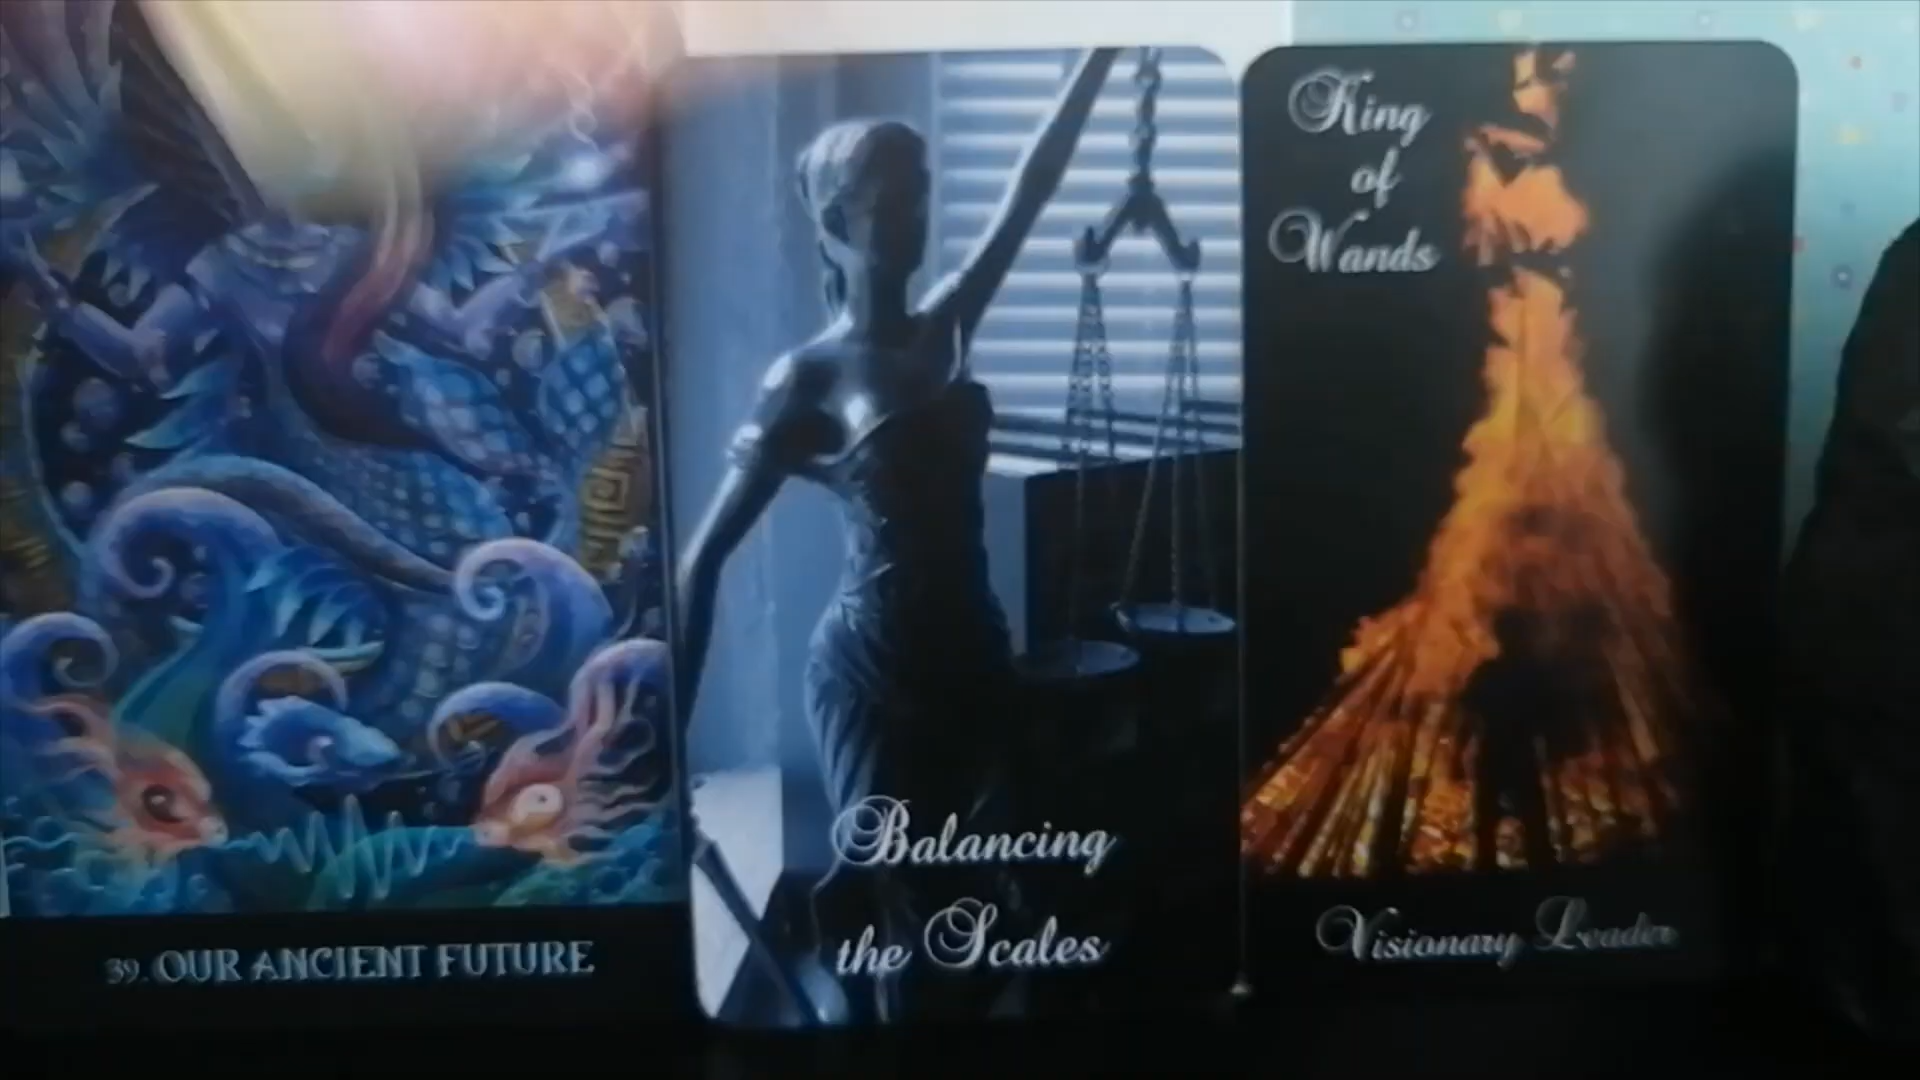 39. OUR ANCIENT FUTURE
Balancing
the Scales
King
of
Wands
Visionary Leader